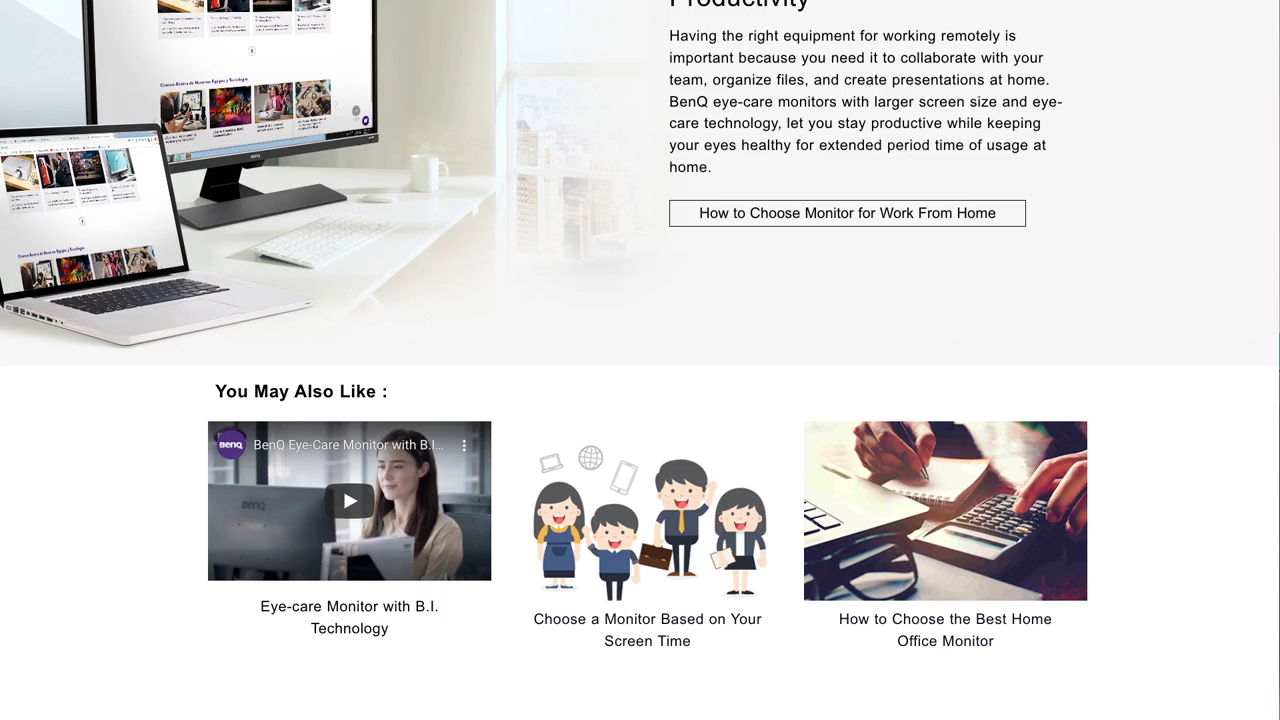 Productivity
Having the right equipment for working remotely is
important because you need it to collaborate with your
team, organize files, and create narrations at home.
BenQ eye-care monitors with larger screen size and eye-
care technology, let you stay productive while keeping
your eyes healthy for extended period time of usage at
home.
How to Choose Monitor for Work From Home
You May Also Like :
BenQ BenQ Eye-Care Monitor with B.I...
BenQ
Eye-care Monitor with B.I.
Technology
Choose a Monitor Based on Your
Screen Time
How to Choose the Best Home
Office Monitor